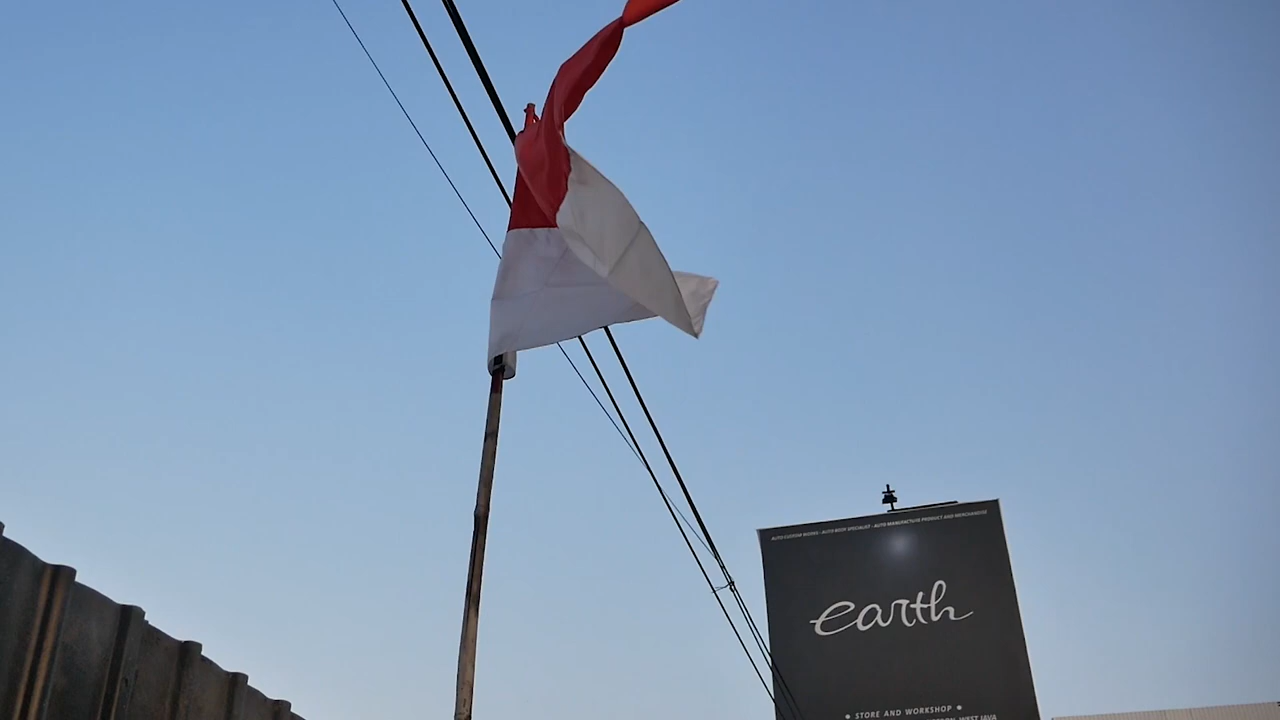 AUTO CUSTOM WORKS - AUTO BODY SPECIALIST - AUTO MANUFACTURE PRODUCT AND MERCHANDISE
earth
• STORE AND WORKSHOP •
WEST JAVA